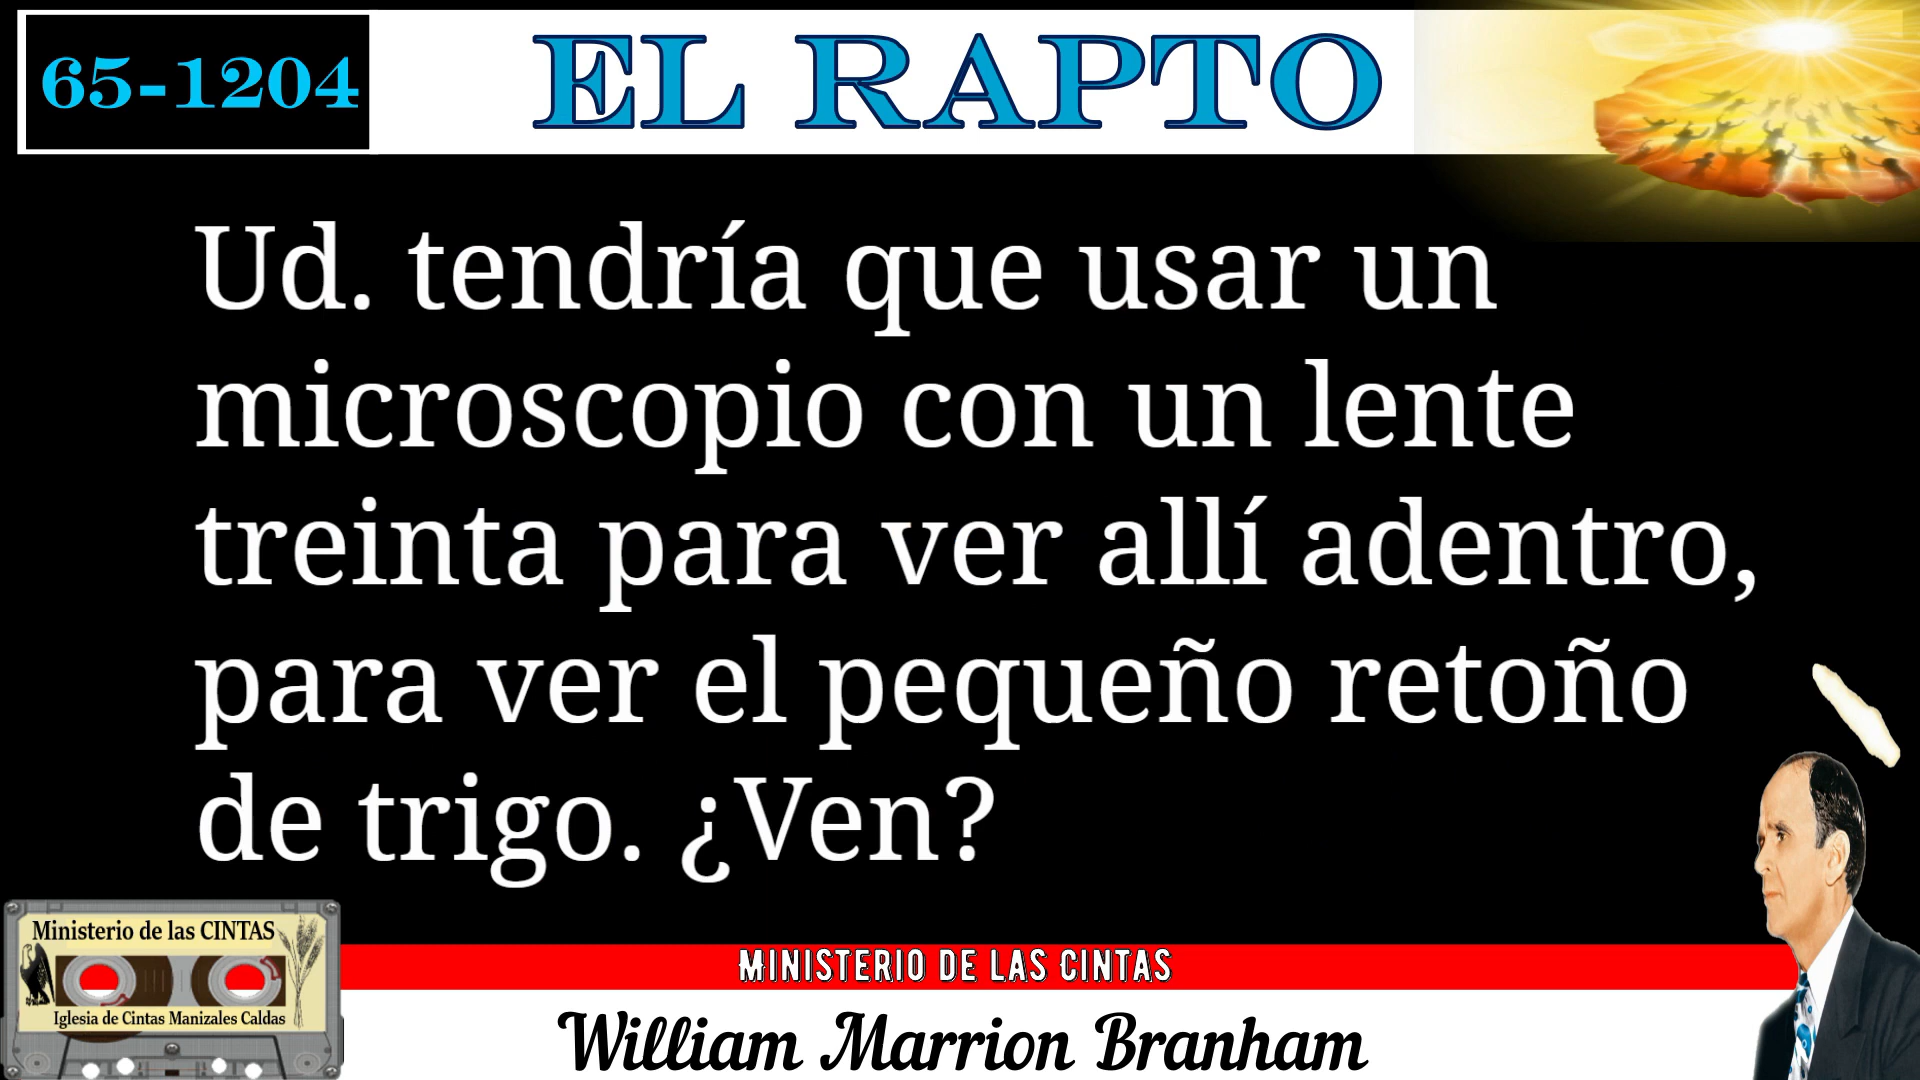 65-1204
EL RAPTO
Ud. tendría que usar un
microscopio con un lente
treinta para ver allí adentro,
para ver el pequeño retoño
de trigo. ¿Ven?
Ministerio de las CINTAS
Iglesia de Cintas Manizales Caldas
MINISTERIO DE LAS CINTAS
William Marrion Branham